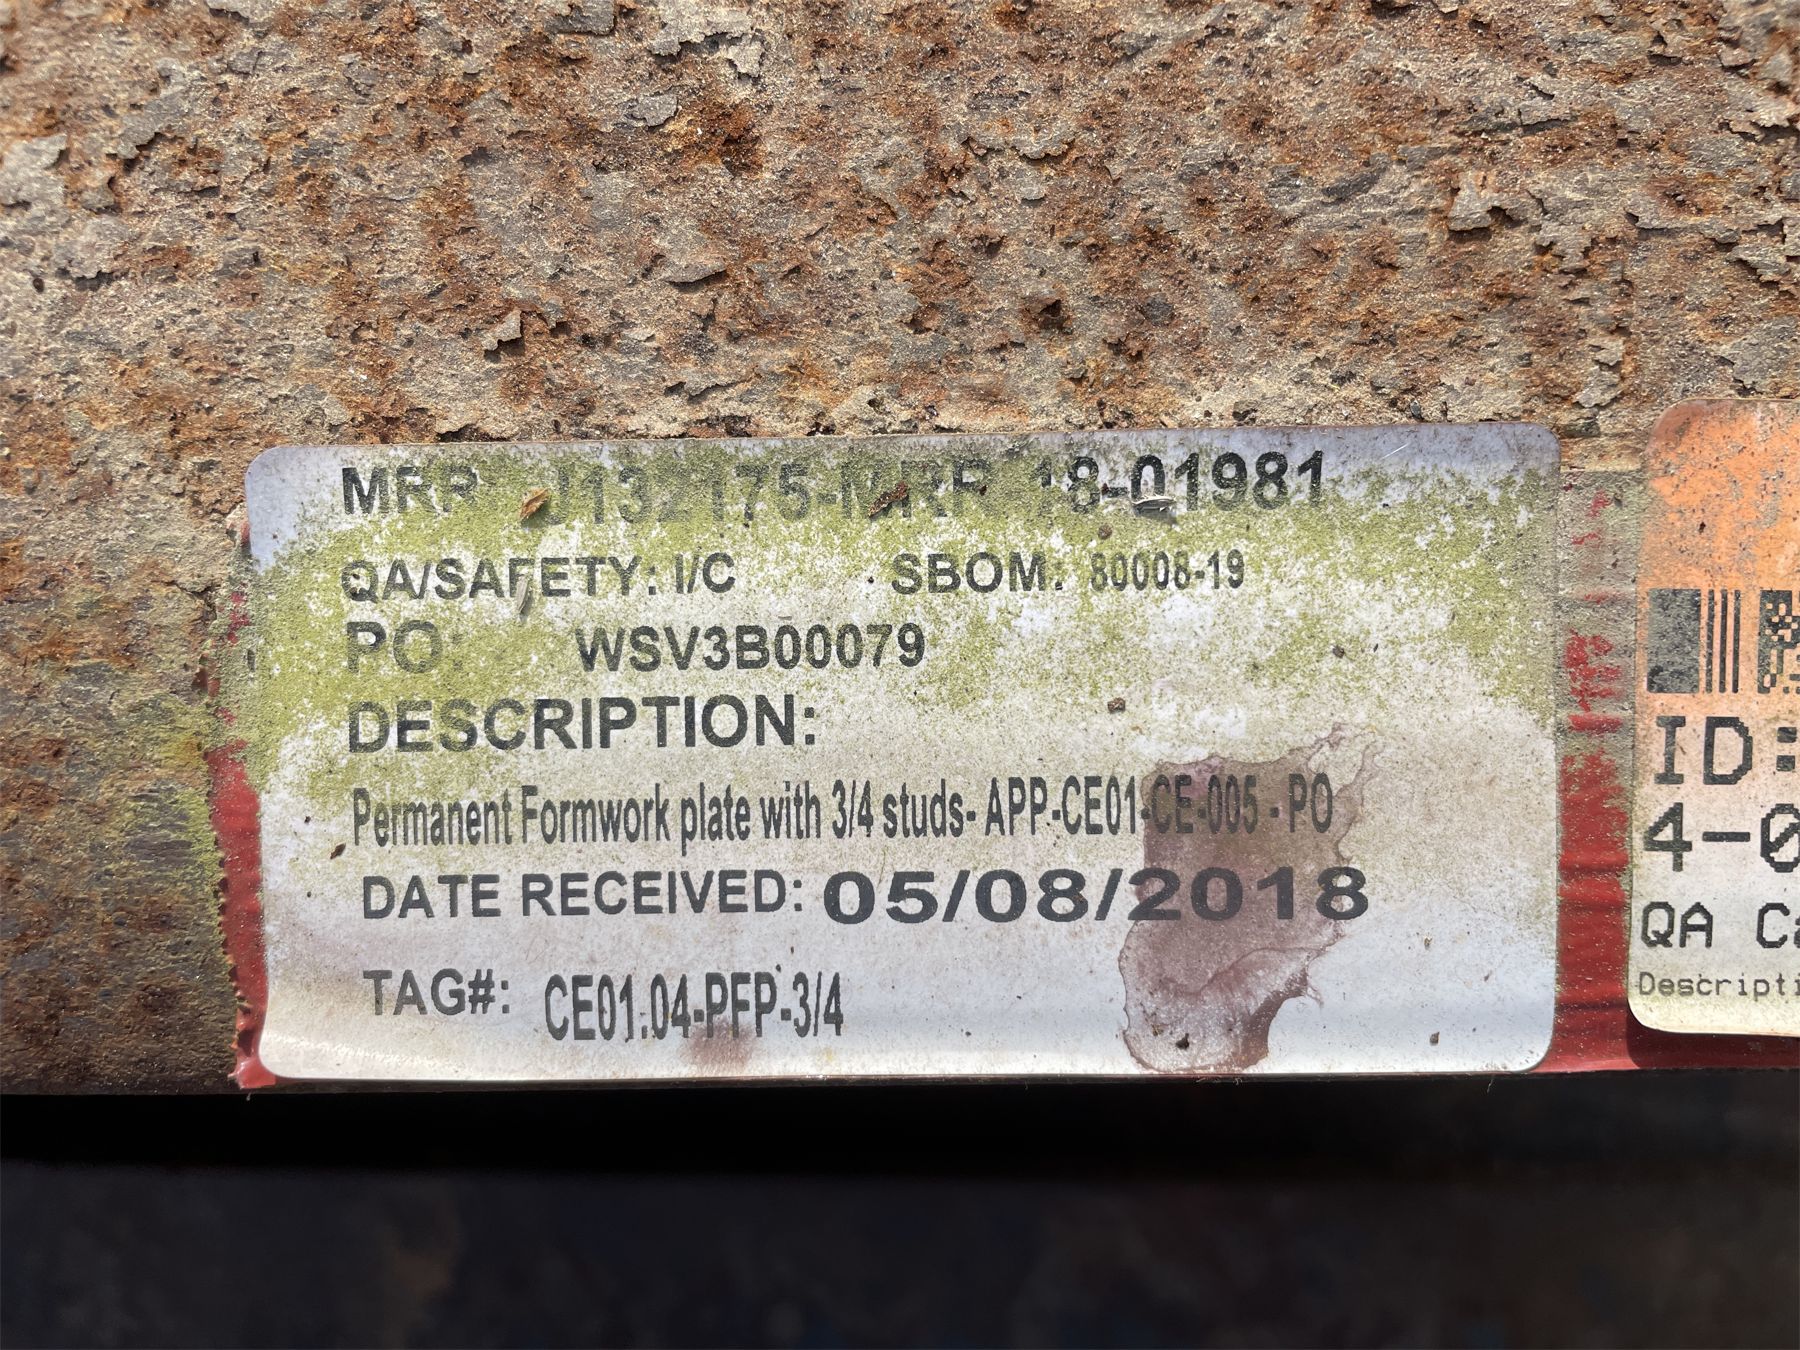 MRR J132175-MRR-18-01981
QA/SAFETY: I/C SBOM: 80008-19
PO: WSV3B00079
DESCRIPTION:
Permanent Formwork plate with 3/4 studs- APP-CE01-CE-005 - PO
DATE RECEIVED: 05/08/2018
TAG#: CE01.04-PFP-3/4
ID:
4-0
QA Ca
Descripti